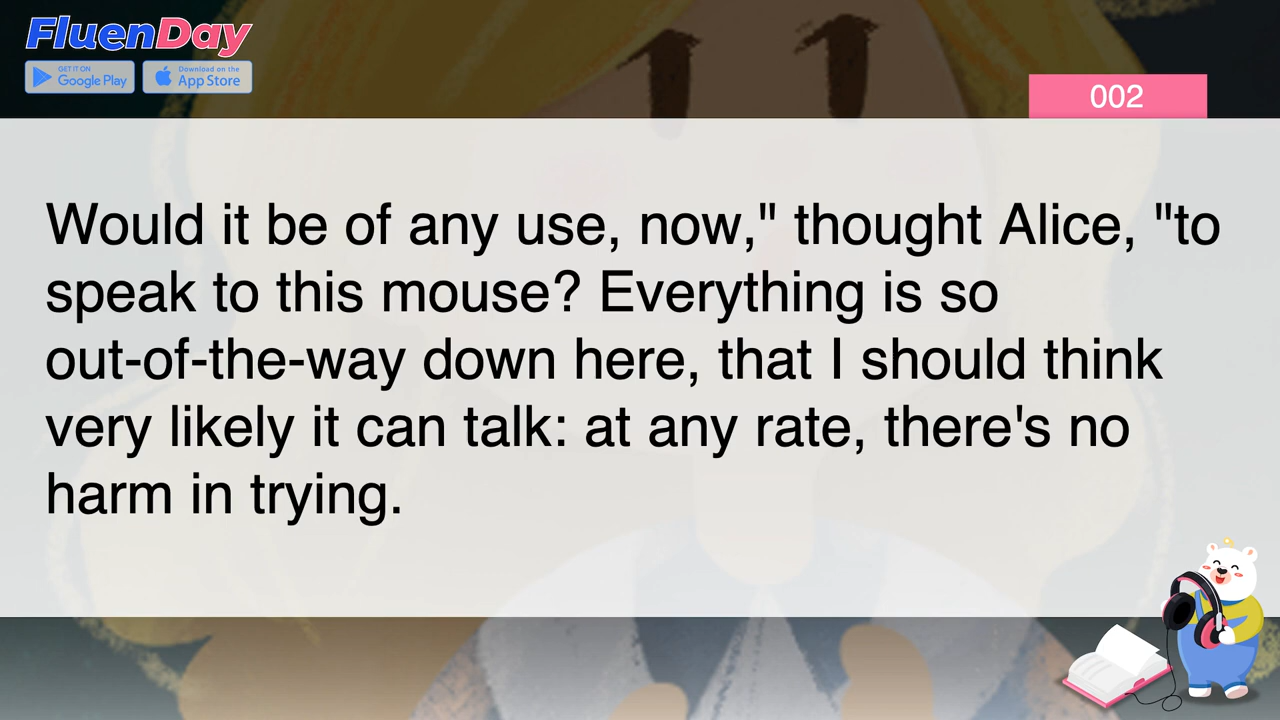 FluenDay
GET IT ON
Google Play
Download on the
App Store
002
Would it be of any use, now," thought Alice, "to
speak to this mouse? Everything is so
out-of-the-way down here, that I should think
very likely it can talk: at any rate, there's no
harm in trying.